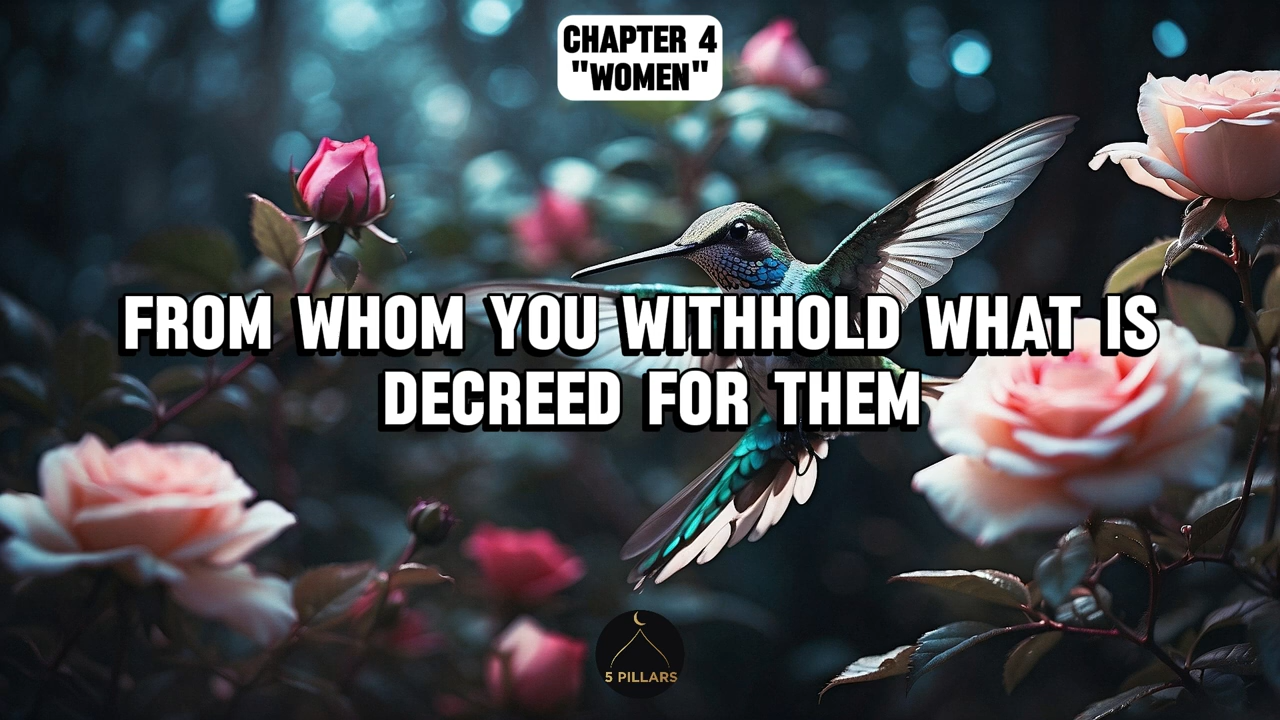 CHAPTER 4
"WOMEN"
FROM WHOM YOU WITHHOLD WHAT IS
DECREED FOR THEM
5 PILLARS